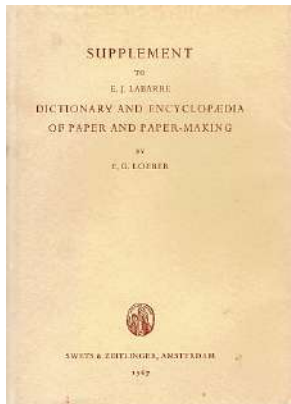 SUPPLEMENT
TO
E. J. LABARRE
DICTIONARY AND ENCYCLOPÆDIA
OF PAPER AND PAPER-MAKING
BY
E. G. LOEBER
SWETS & ZEITLINGER, AMSTERDAM
1967